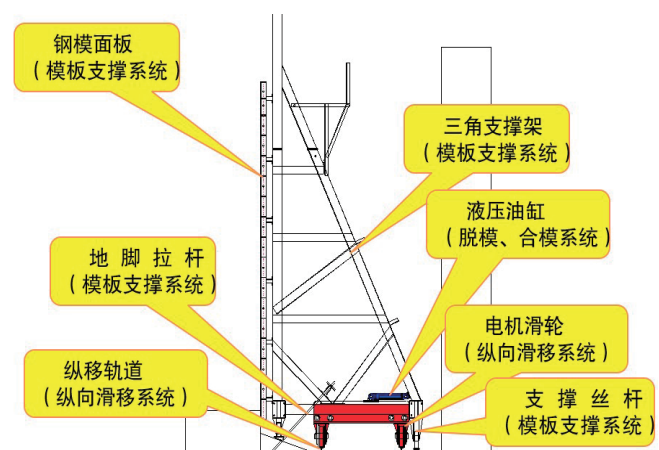 钢模面板
（模板支撑系统）
三角支撑架
（模板支撑系统）
液压油缸
（脱模、合模系统）
地脚拉杆
（模板支撑系统）
电机滑轮
（纵向滑移系统）
纵移轨道
（纵向滑移系统）
支撑丝杆
（模板支撑系统）